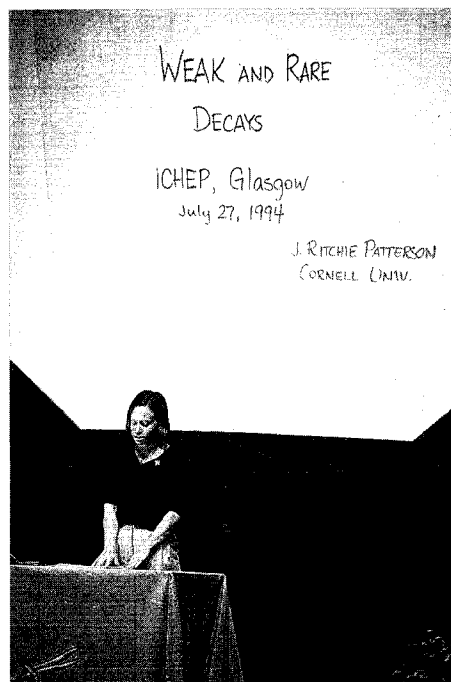 WEAK AND RARE
DECAYS
ICHEP, Glasgow
July 27, 1994
J. RITCHIE PATTERSON
CORNELL UNIV.